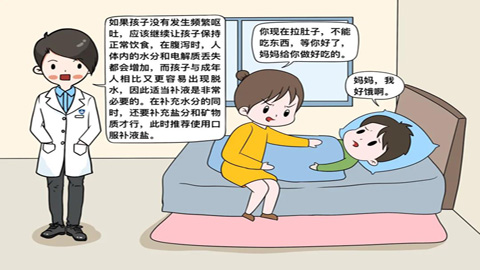 如果孩子没有发生频繁呕
吐，应该继续让孩子保持
正常饮食。在腹泻时，人
体内的水分和电解质丢失
都会增加，而孩子与成年
人相比又更容易出现脱
水，因此适当补液是非常
必要的。在补充水分的同
时，还要补充盐分和矿物
质才行，此时推荐使用口
服补液盐。
你现在拉肚子，不能
吃东西，等你好了，
妈妈给你做好吃的。
妈妈，我
好饿啊。